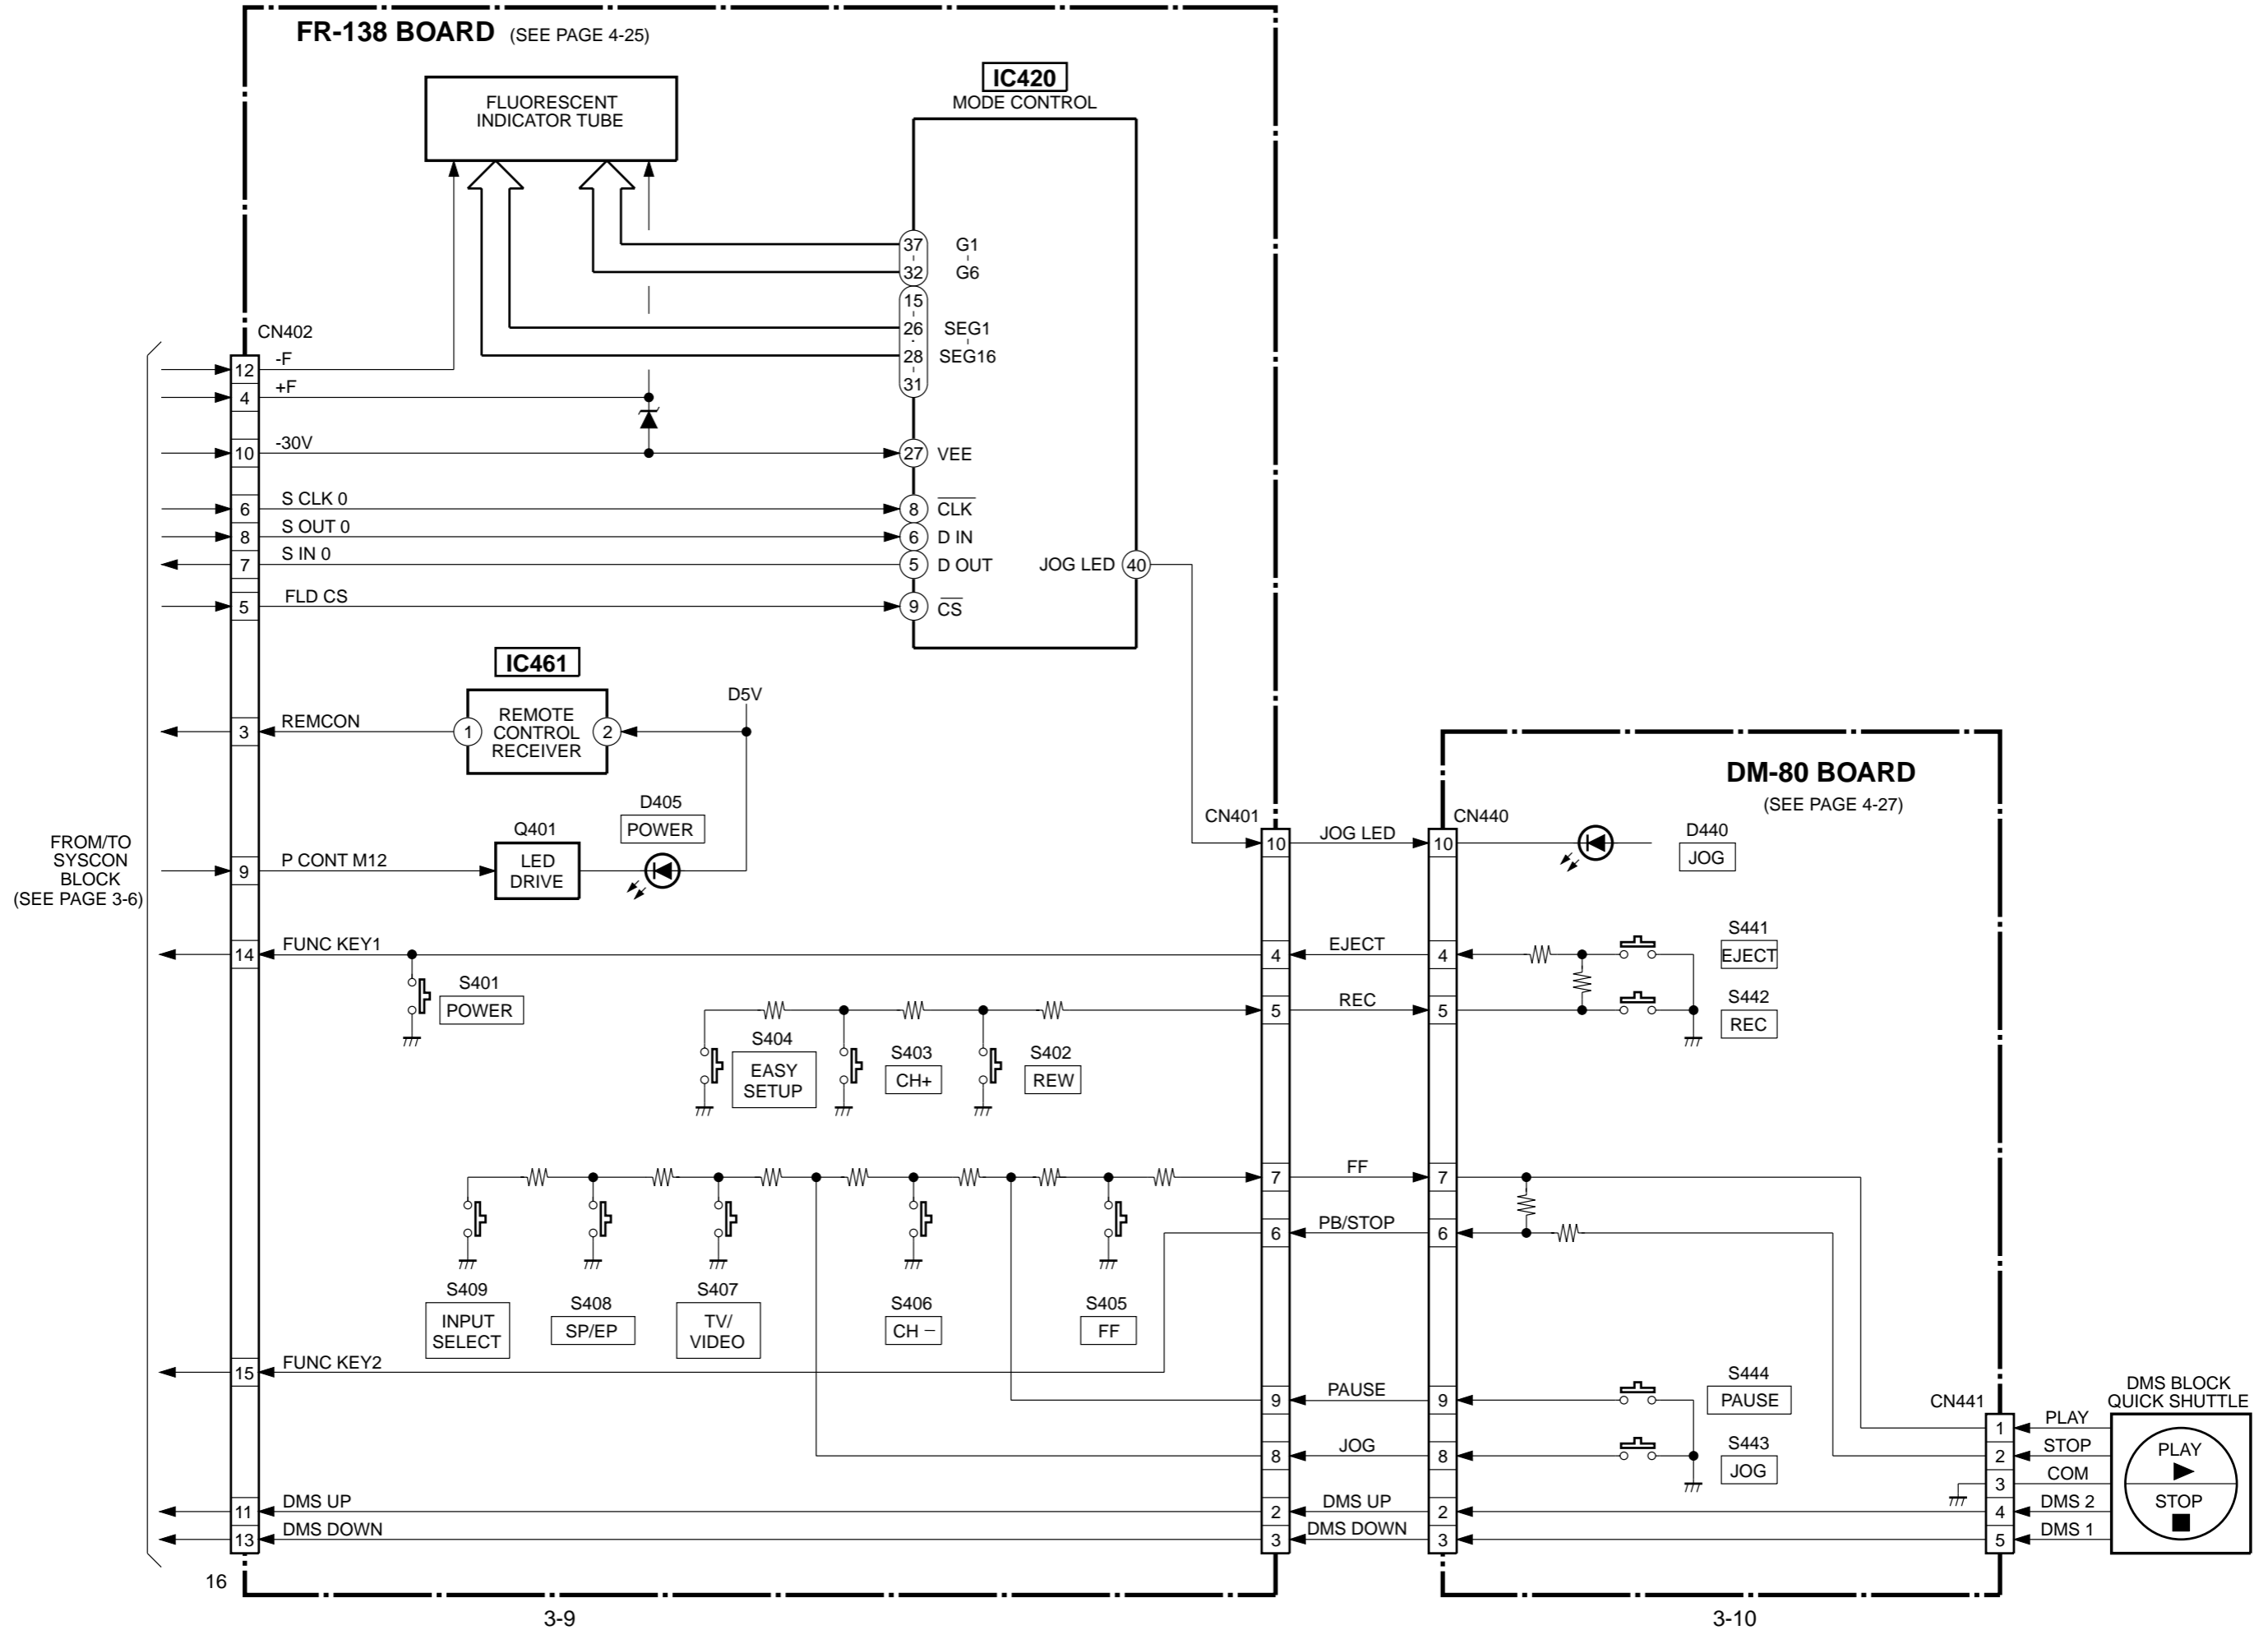 FR-138 BOARD (SEE PAGE 4-25)
FLUORESCENT
INDICATOR TUBE
IC420
MODE CONTROL
37 G1
32 G6
15
26 SEG1
28 SEG16
31
CN402
12 -F
4 +F
10 -30V
27 VEE
6 S CLK 0
8 CLK
8 S OUT 0
6 D IN
7 S IN 0
5 D OUT
JOG LED 40
5 FLD CS
9 CS
IC461
REMOTE
CONTROL
RECEIVER
1
2
D5V
3 REMCON
D405
POWER
Q401
LED
DRIVE
9 P CONT M12
FROM/TO
SYSCON
BLOCK
(SEE PAGE 3-6)
14 FUNC KEY1
S401
POWER
S404
EASY
SETUP
S403
CH+
S402
REW
S409
INPUT
SELECT
S408
SP/EP
S407
TV/
VIDEO
S406
CH −
S405
FF
15 FUNC KEY2
11 DMS UP
13 DMS DOWN
16
3-9
CN401
10 JOG LED 10
4 EJECT 4
5 REC 5
7 FF 7
6 PB/STOP 6
9 PAUSE 9
8 JOG 8
2 DMS UP 2
3 DMS DOWN 3
DM-80 BOARD
(SEE PAGE 4-27)
CN440
D440
JOG
S441
EJECT
S442
REC
S444
PAUSE
S443
JOG
CN441
1 PLAY
2 STOP
3 COM
4 DMS 2
5 DMS 1
DMS BLOCK
QUICK SHUTTLE
PLAY
STOP
3-10